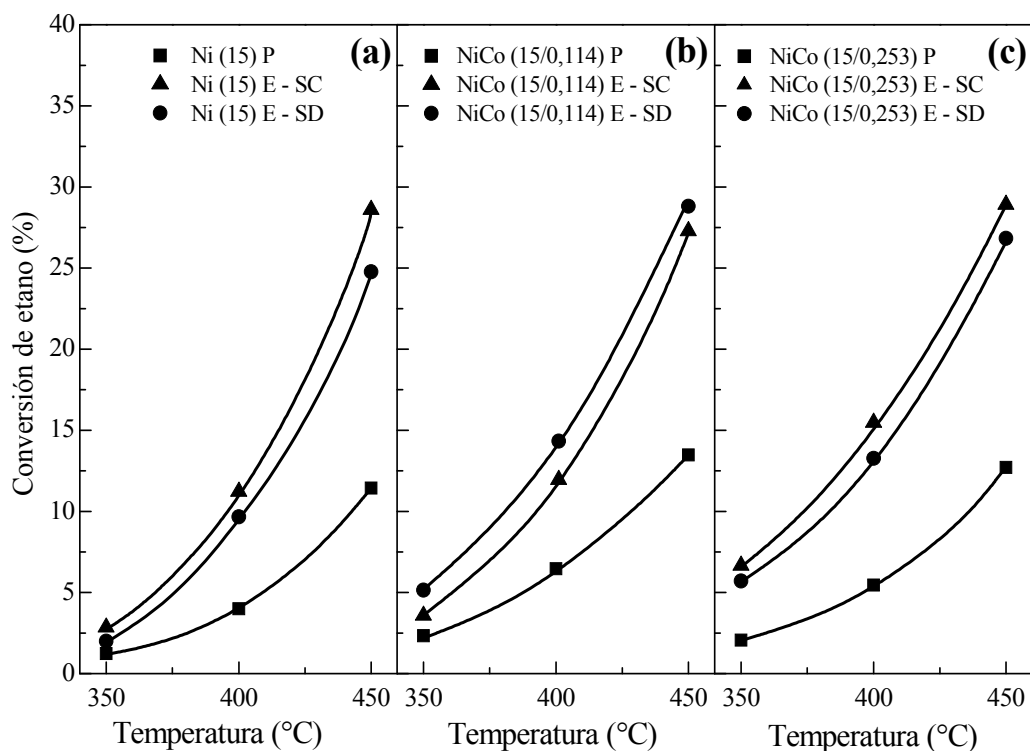 40
35
30
25
20
15
10
5
0
Conversión de etano (%)
(a)
Ni (15) P
Ni (15) E - SC
Ni (15) E - SD
350
400
450
Temperatura (°C)
(b)
NiCo (15/0,114) P
NiCo (15/0,114) E - SC
NiCo (15/0,114) E - SD
350
400
450
Temperatura (°C)
(c)
NiCo (15/0,253) P
NiCo (15/0,253) E - SC
NiCo (15/0,253) E - SD
350
400
450
Temperatura (°C)